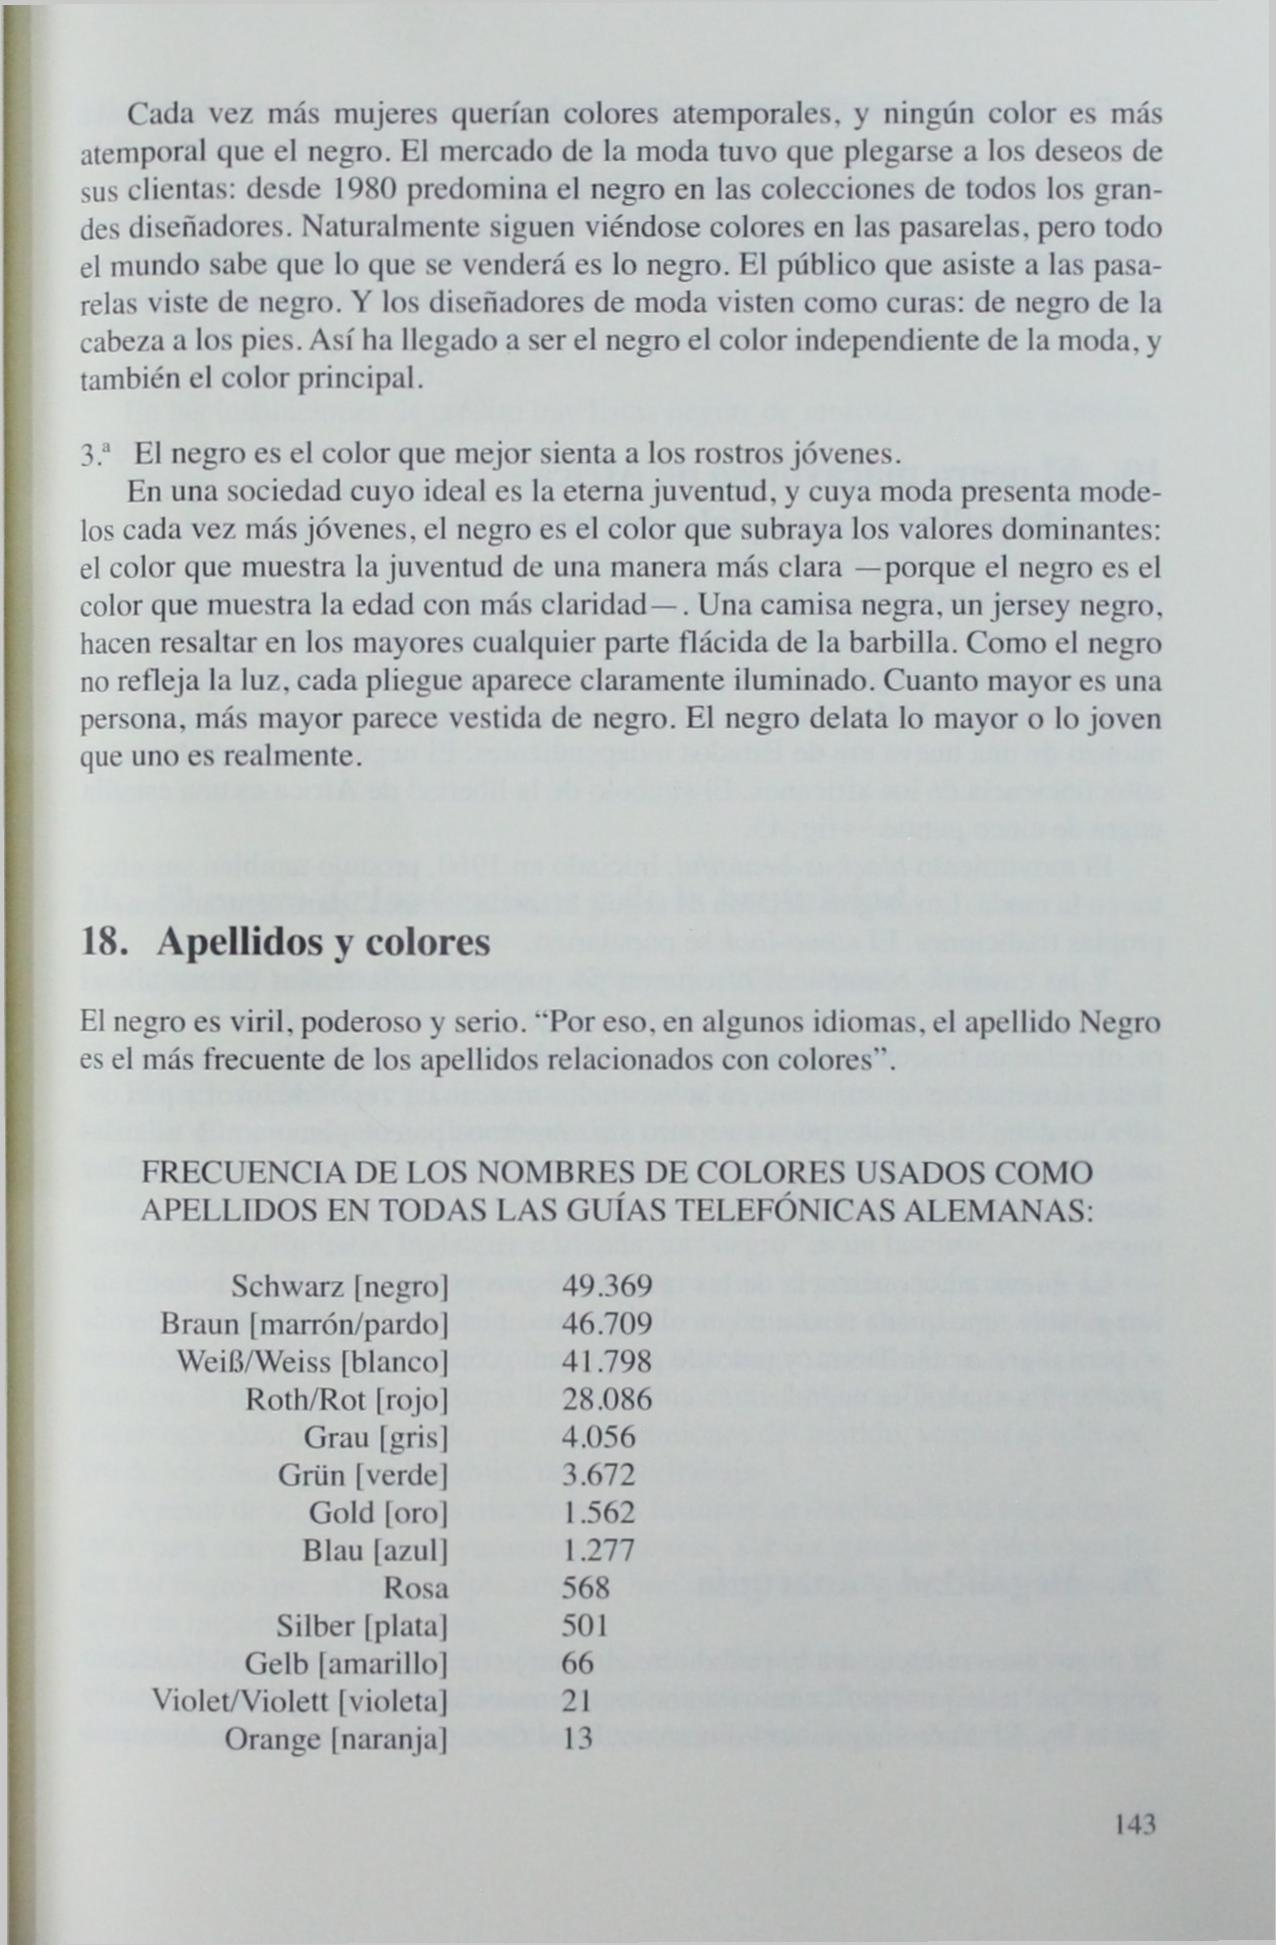 Cada vez más mujeres querían colores atemporales, y ningún color es más
atemporal que el negro. El mercado de la moda tuvo que plegarse a los deseos de
sus clientas: desde 1980 predomina el negro en las colecciones de todos los gran-
des diseñadores. Naturalmente siguen viéndose colores en las pasarelas, pero todo
el mundo sabe que lo que se venderá es lo negro. El público que asiste a las pasa-
relas viste de negro. Y los diseñadores de moda visten como curas: de negro de la
cabeza a los pies. Así ha llegado a ser el negro el color independiente de la moda, y
también el color principal.
3.ª El negro es el color que mejor sienta a los rostros jóvenes.
En una sociedad cuyo ideal es la eterna juventud, y cuya moda presenta mode-
los cada vez más jóvenes, el negro es el color que subraya los valores dominantes:
el color que muestra la juventud de una manera más clara —porque el negro es el
color que muestra la edad con más claridad—. Una camisa negra, un jersey negro,
hacen resaltar en los mayores cualquier parte flácida de la barbilla. Como el negro
no refleja la luz, cada pliegue aparece claramente iluminado. Cuanto mayor es una
persona, más mayor parece vestida de negro. El negro delata lo mayor o lo joven
que uno es realmente.
18. Apellidos y colores
El negro es viril, poderoso y serio. “Por eso, en algunos idiomas, el apellido Negro
es el más frecuente de los apellidos relacionados con colores”.
FRECUENCIA DE LOS NOMBRES DE COLORES USADOS COMO
APELLIDOS EN TODAS LAS GUÍAS TELEFÓNICAS ALEMANAS:
Schwarz [negro] 49.369
Braun [marrón/pardo] 46.709
Weiß/Weiss [blanco] 41.798
Roth/Rot [rojo] 28.086
Grau [gris] 4.056
Grün [verde] 3.672
Gold [oro] 1.562
Blau [azul] 1.277
Rosa 568
Silber [plata] 501
Gelb [amarillo] 66
Violet/Violett [violeta] 21
Orange [naranja] 13
143